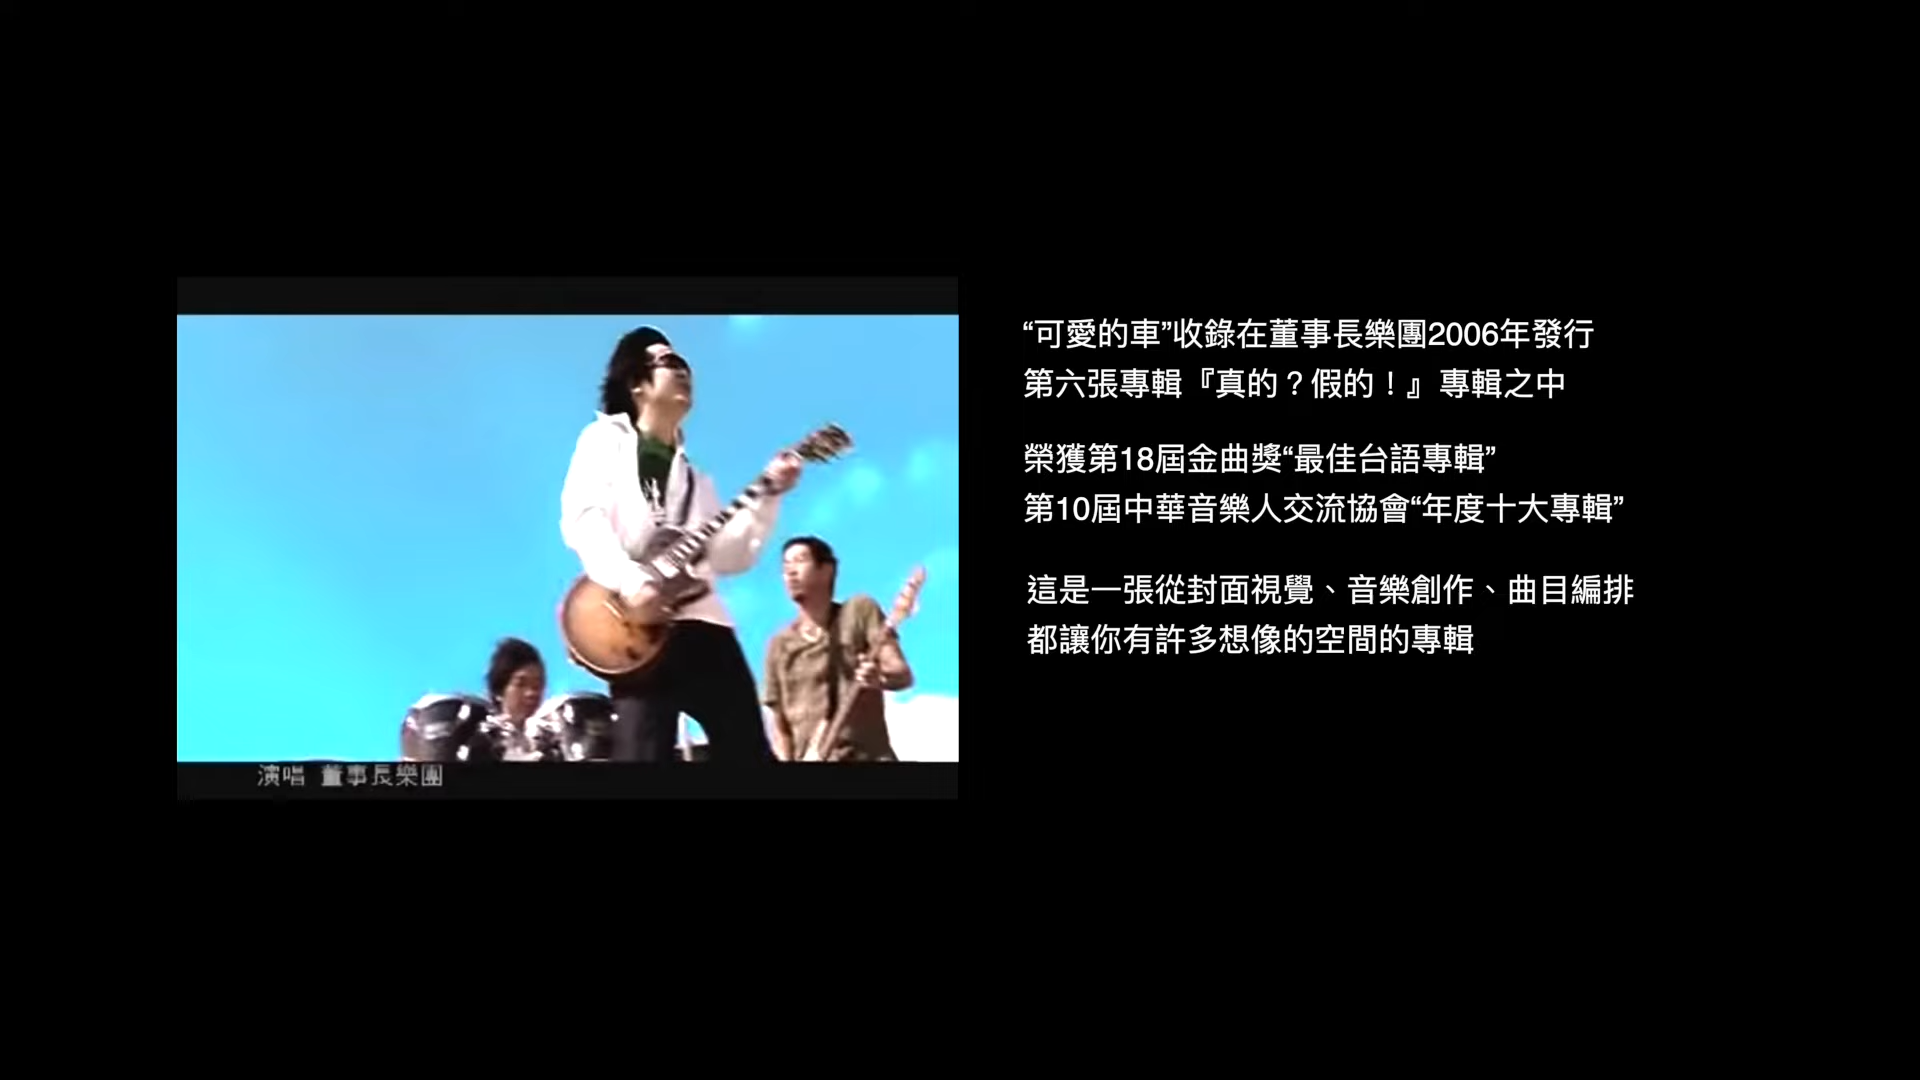 “可愛的車”收錄在董事長樂團2006年發行
第六張專輯『真的？假的！』專輯之中
榮獲第18屆金曲獎“最佳台語專輯”
第10屆中華音樂人交流協會“年度十大專輯”
這是一張從封面視覺、音樂創作、曲目編排
都讓你有許多想像的空間的專輯
演唱 董事長樂團